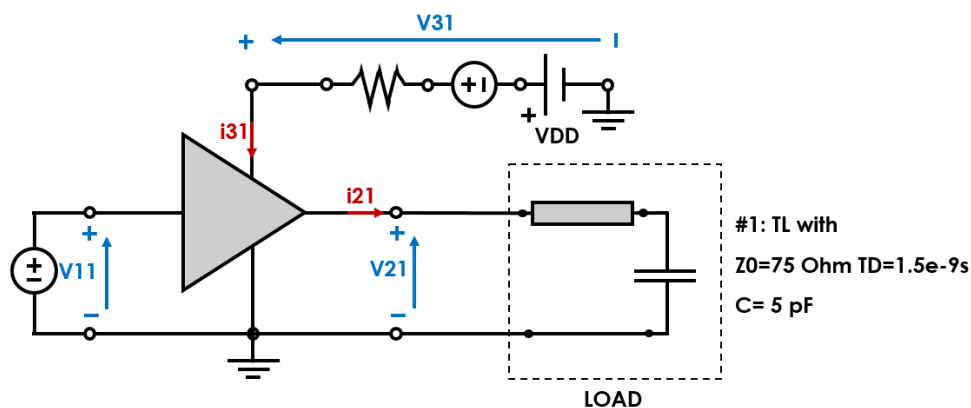 V31
+
I
i31
+ I
+
VDD
i21
+
V11
−
+
V21
−
+
−
#1: TL with
Z0=75 Ohm TD=1.5e-9s
C= 5 pF
LOAD